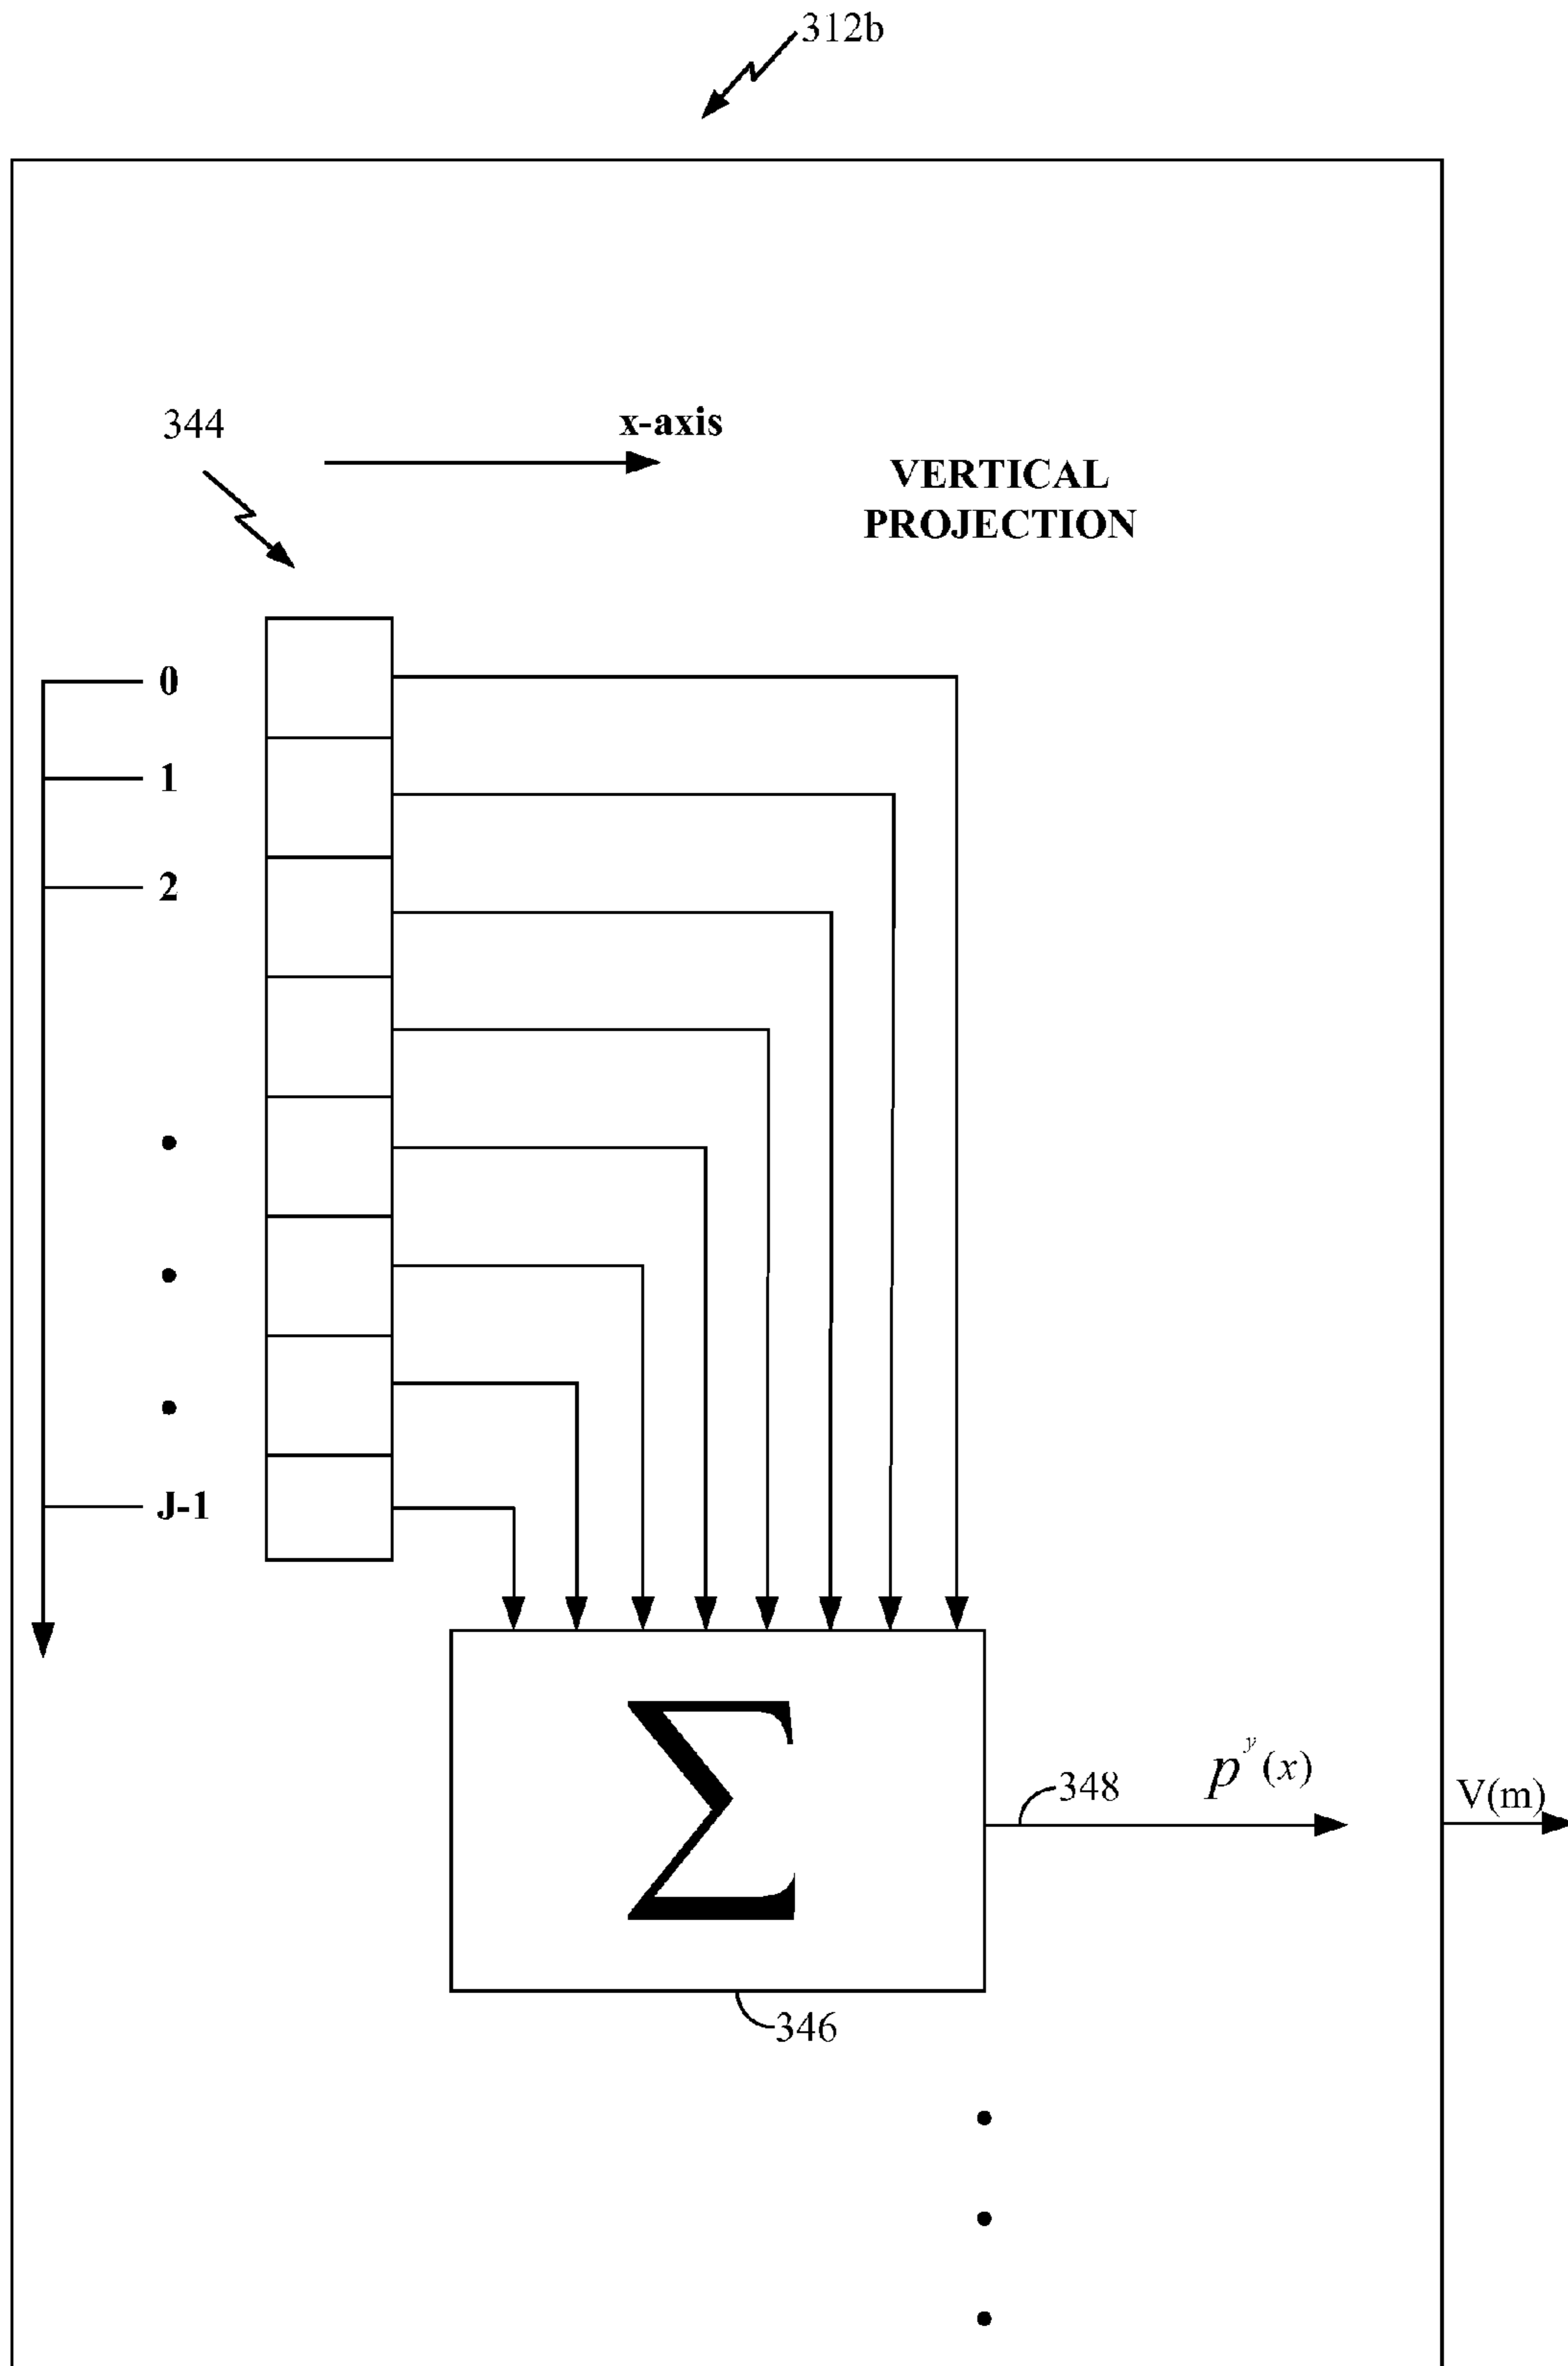 312b
344
x-axis
VERTICAL
PROJECTION
0
1
2
J-1
Σ
348
p^y(x)
V(m)
346